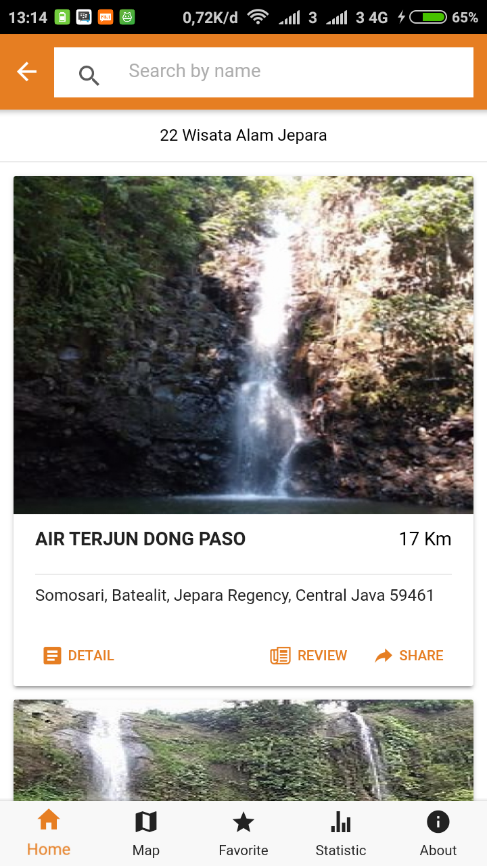 13:14 0,72K/d 3 3 4G 65%
Search by name
22 Wisata Alam Jepara
AIR TERJUN DONG PASO 17 Km
Somosari, Batealit, Jepara Regency, Central Java 59461
DETAIL REVIEW SHARE
Home Map Favorite Statistic About